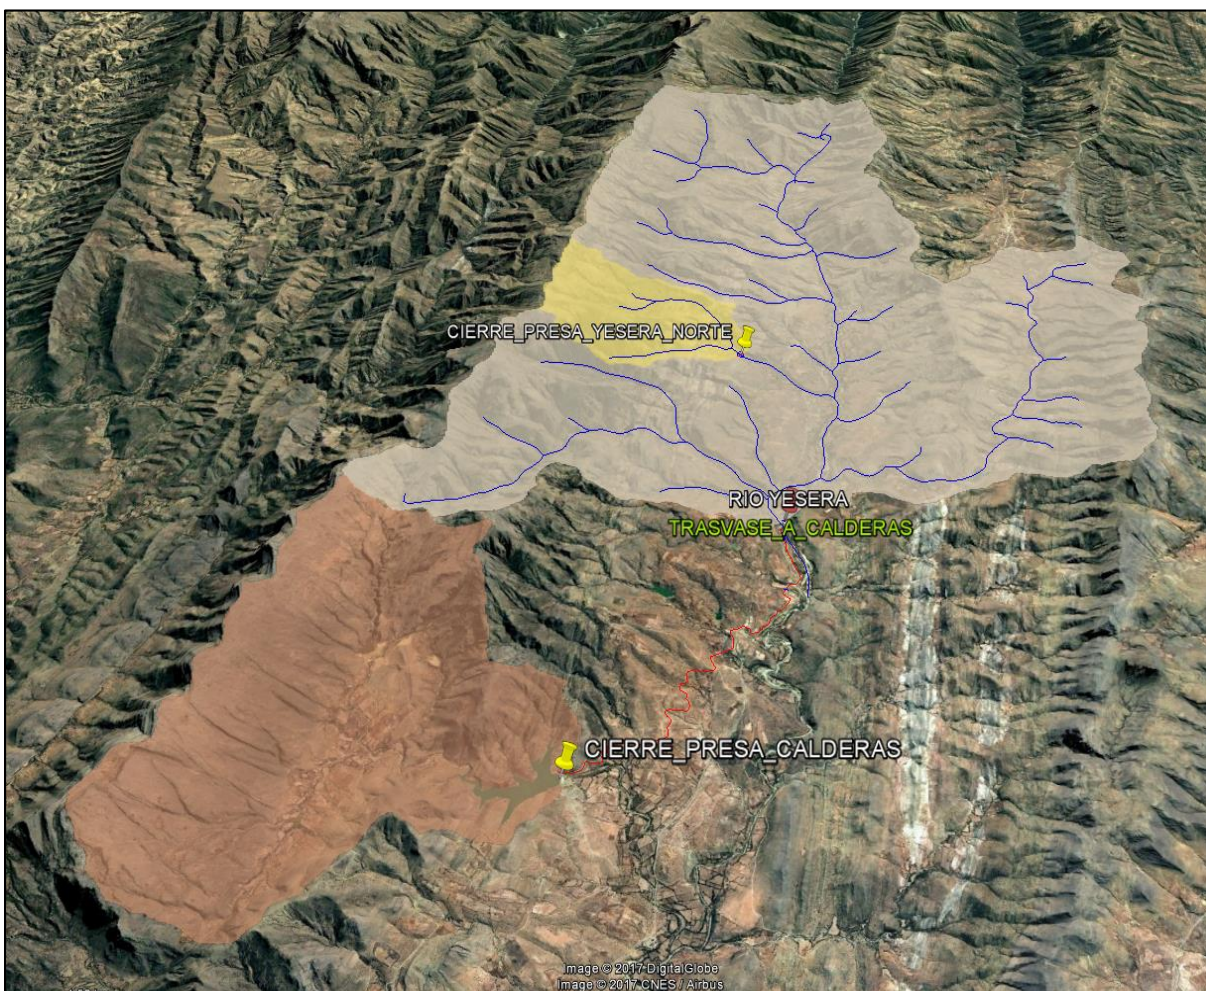 CIERRE_PRESA_YESERA_NORTE
RIO YESERA
TRASVASE_A_CALDERAS
CIERRE_PRESA_CALDERAS
Image © 2017 DigitalGlobe
Image © 2017 CNES / Airbus